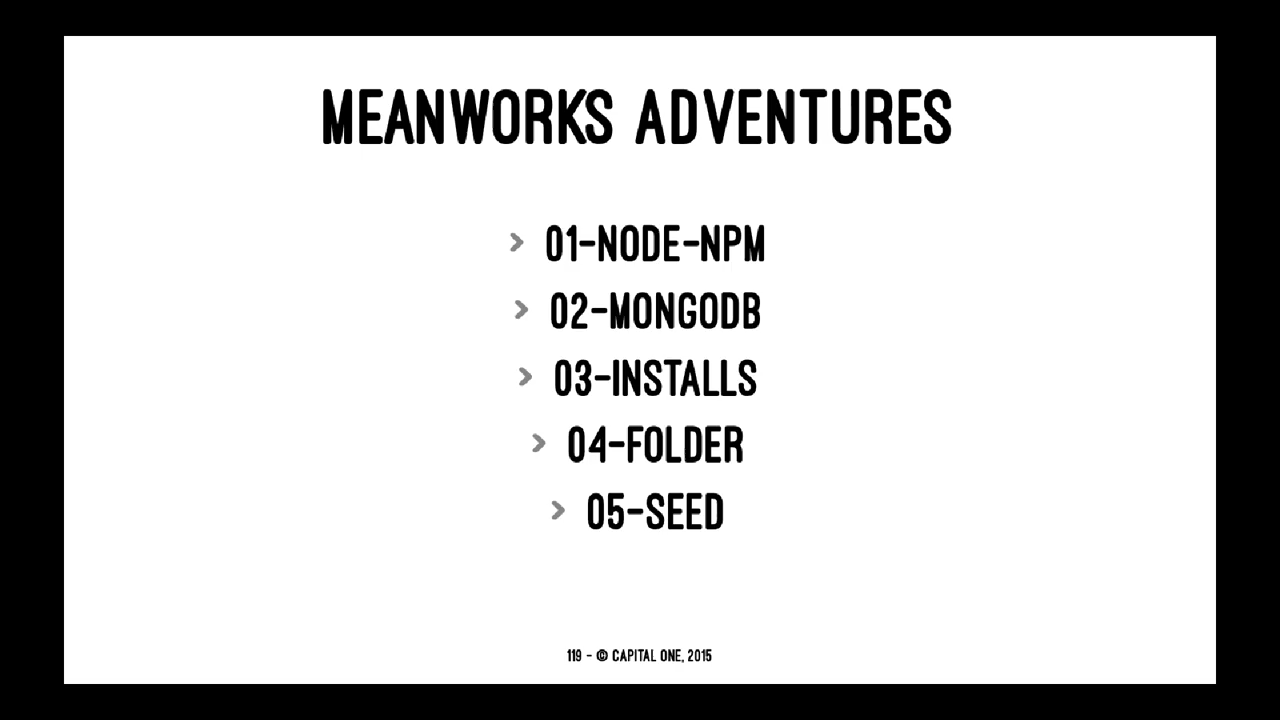 MEANWORKS ADVENTURES
> 01-NODE-NPM
> 02-MONGODB
> 03-INSTALLS
> 04-FOLDER
> 05-SEED
119 - © CAPITAL ONE, 2015